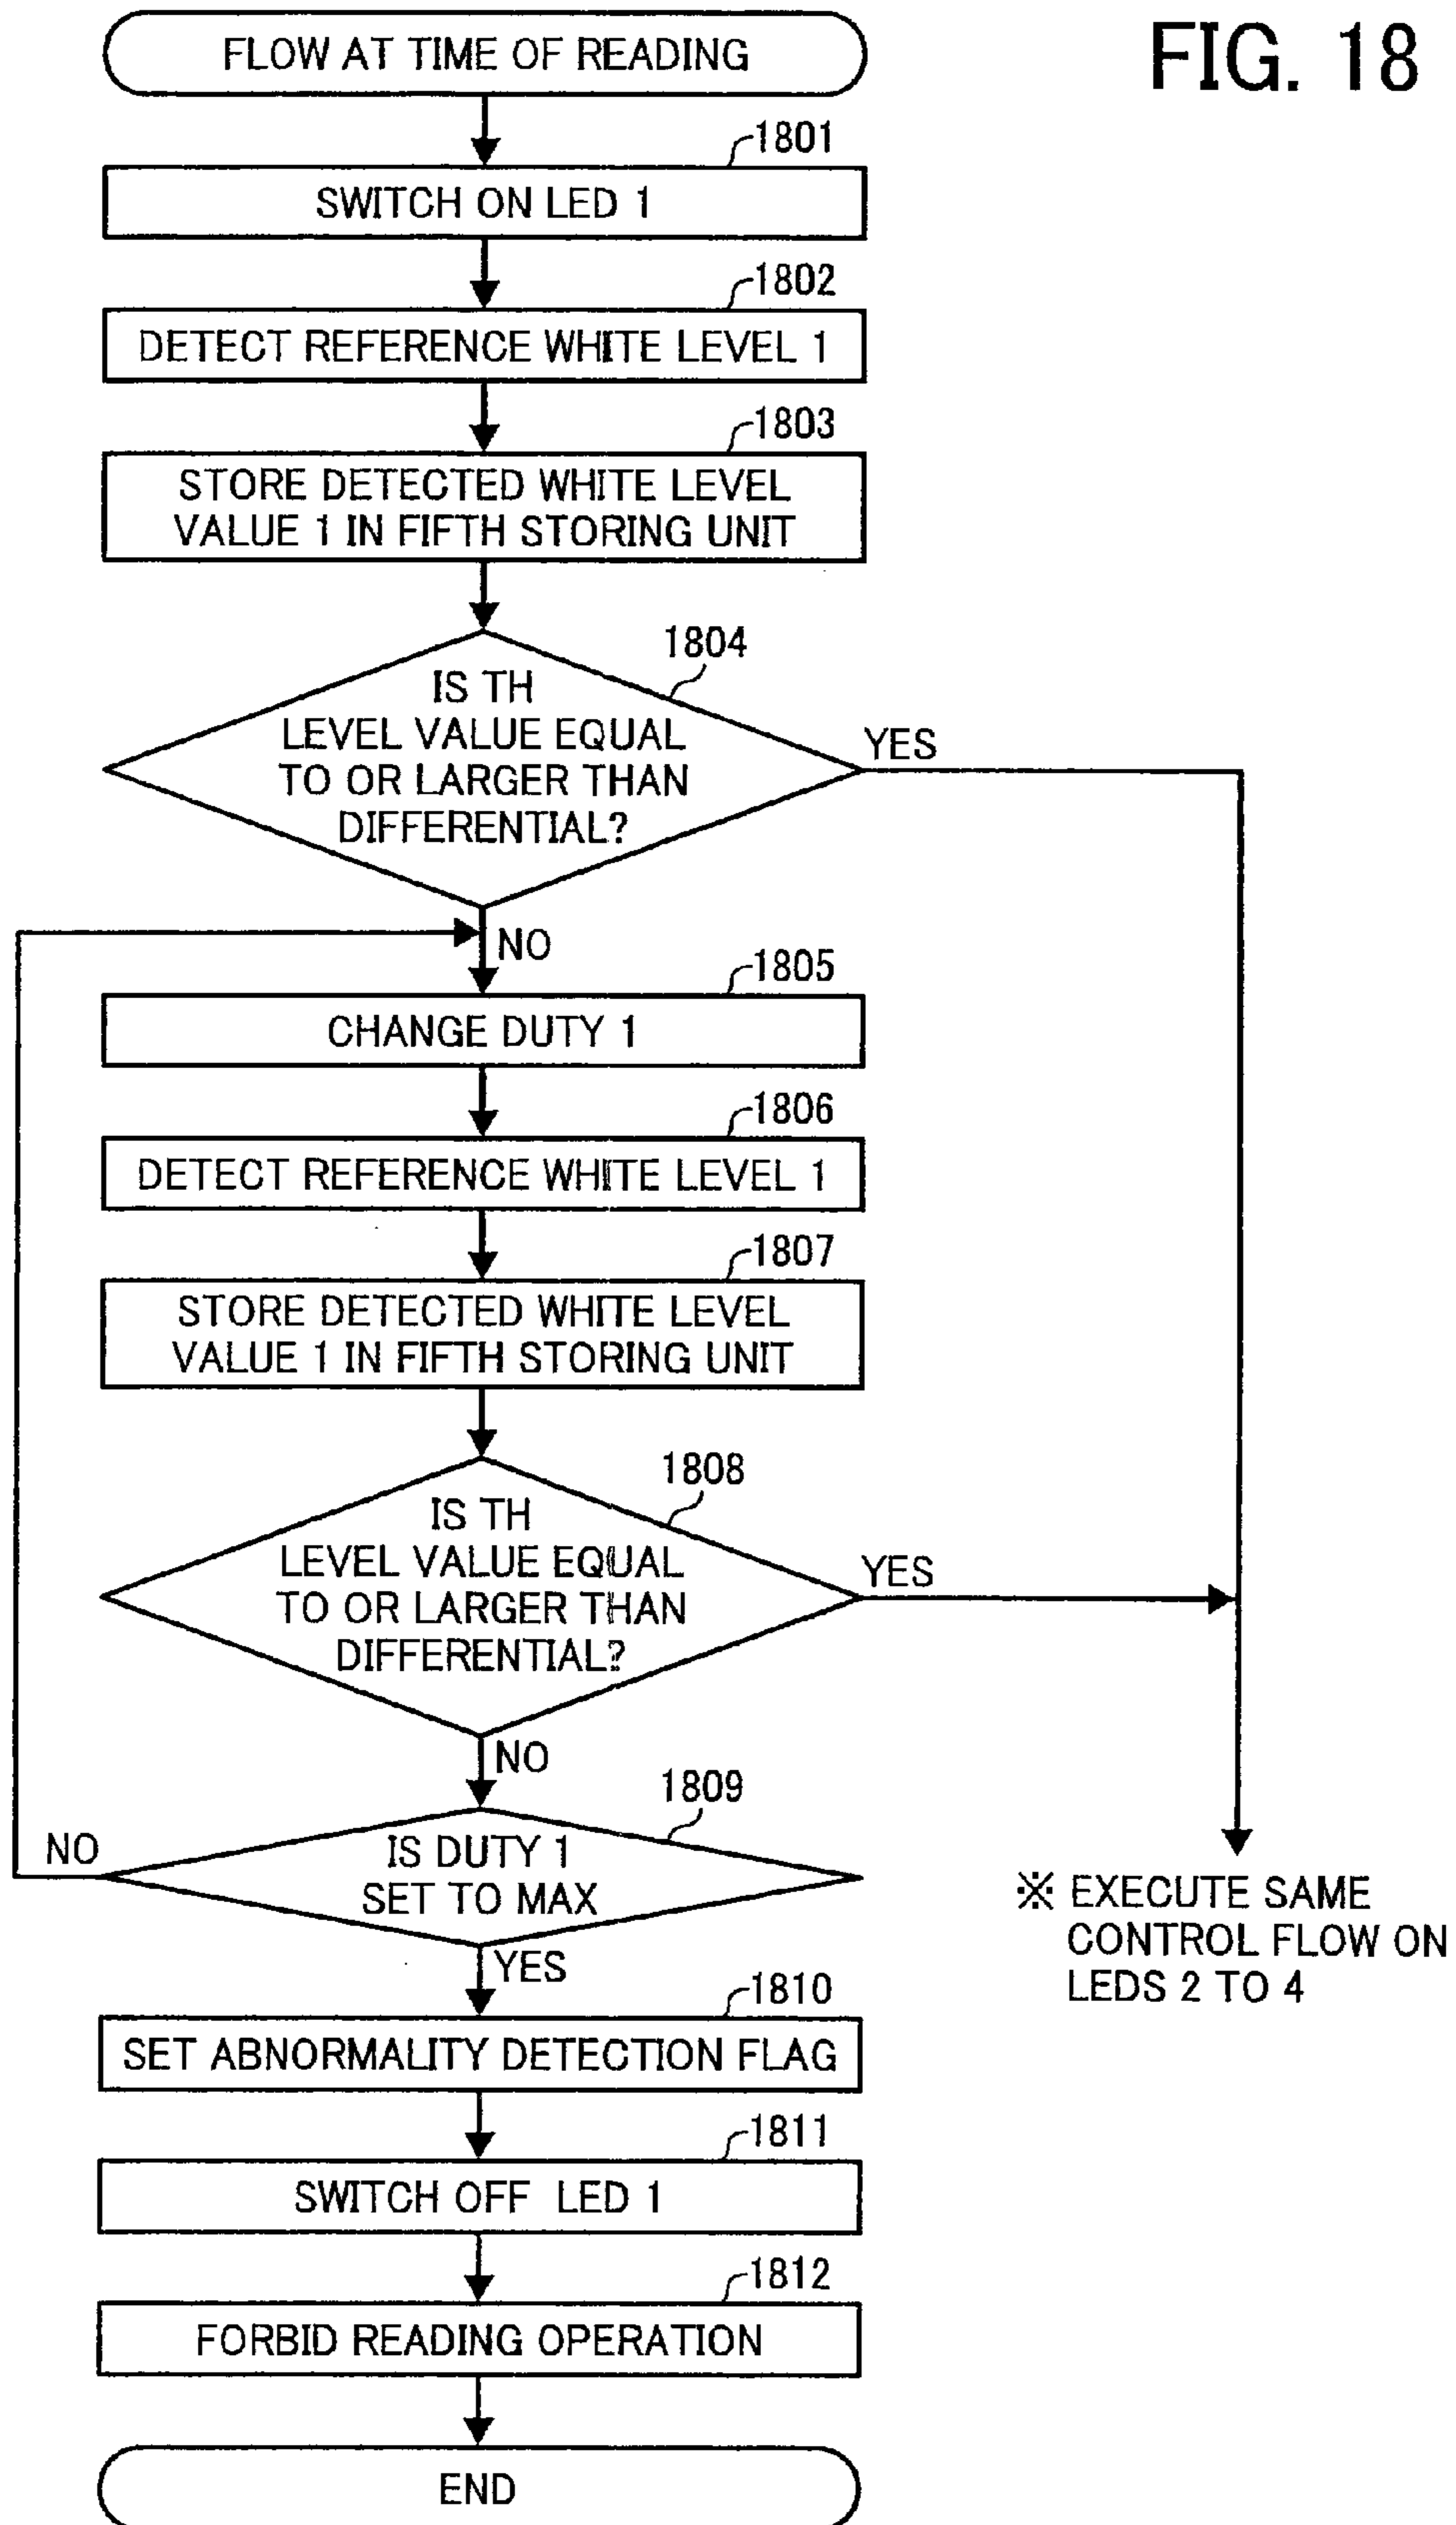 FIG. 18
FLOW AT TIME OF READING
1801
SWITCH ON LED 1
1802
DETECT REFERENCE WHITE LEVEL 1
1803
STORE DETECTED WHITE LEVEL
VALUE 1 IN FIFTH STORING UNIT
1804
IS TH
LEVEL VALUE EQUAL
TO OR LARGER THAN
DIFFERENTIAL?
YES
NO
1805
CHANGE DUTY 1
1806
DETECT REFERENCE WHITE LEVEL 1
1807
STORE DETECTED WHITE LEVEL
VALUE 1 IN FIFTH STORING UNIT
1808
IS TH
LEVEL VALUE EQUAL
TO OR LARGER THAN
DIFFERENTIAL?
YES
NO
1809
IS DUTY 1
SET TO MAX
NO
YES
※ EXECUTE SAME
CONTROL FLOW ON
LEDS 2 TO 4
1810
SET ABNORMALITY DETECTION FLAG
1811
SWITCH OFF LED 1
1812
FORBID READING OPERATION
END